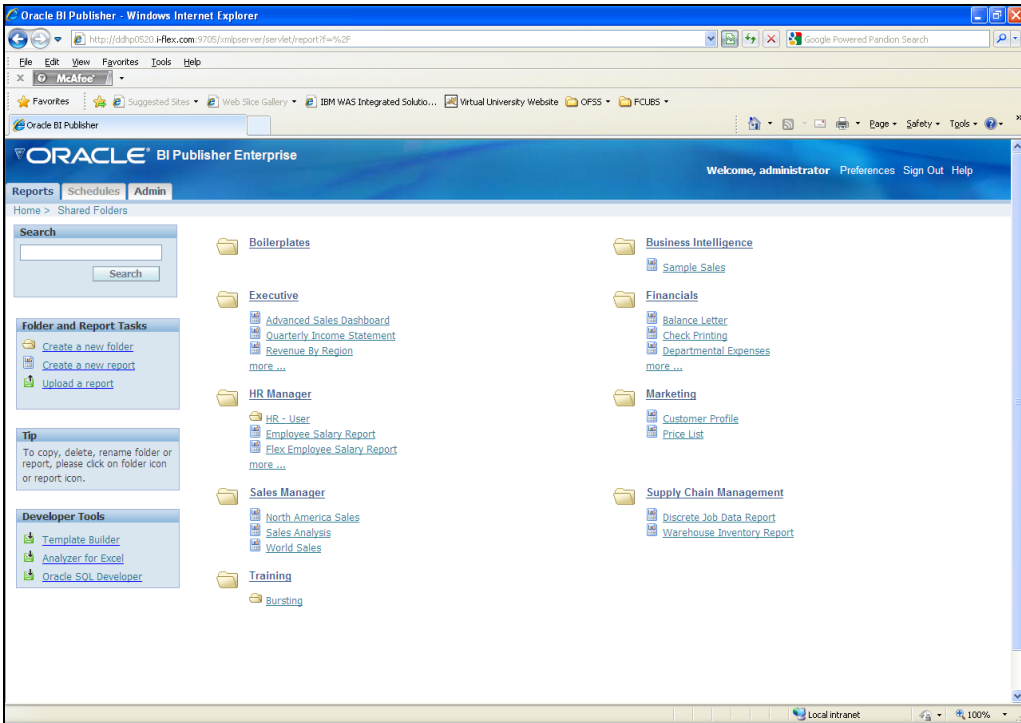 Oracle BI Publisher - Windows Internet Explorer
http://ddhp0520.i-flex.com:9705/xmlpserver/servlet/report?f=%2F
Google Powered Pandion Search
File Edit View Favorites Tools Help
x McAfee
Favorites Suggested Sites Web Slice Gallery IBM WAS Integrated Solutio... Virtual University Website OFSS FCUBS
Oracle BI Publisher
Page Safety Tools »
ORACLE BI Publisher Enterprise
Welcome, administrator Preferences Sign Out Help
Reports Schedules Admin
Home > Shared Folders
Search
Search
Folder and Report Tasks
Create a new folder
Create a new report
Upload a report
Tip
To copy, delete, rename folder or
report, please click on folder icon
or report icon.
Developer Tools
Template Builder
Analyzer for Excel
Oracle SQL Developer
Boilerplates
Executive
Advanced Sales Dashboard
Quarterly Income Statement
Revenue By Region
more ...
HR Manager
HR - User
Employee Salary Report
Flex Employee Salary Report
more ...
Sales Manager
North America Sales
Sales Analysis
World Sales
Training
Bursting
Business Intelligence
Sample Sales
Financials
Balance Letter
Check Printing
Departmental Expenses
more ...
Marketing
Customer Profile
Price List
Supply Chain Management
Discrete Job Data Report
Warehouse Inventory Report
Local intranet
100%